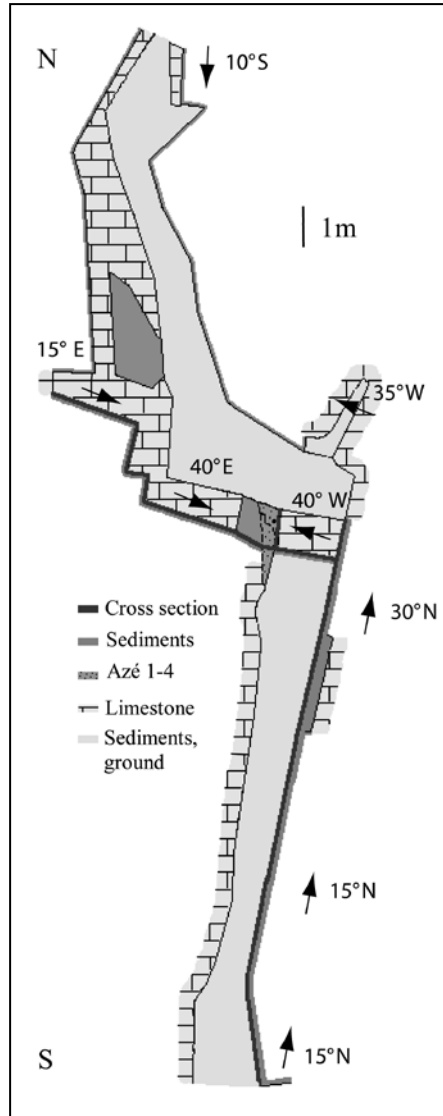 N
10°S
1m
15° E
35°W
40°E
40° W
30°N
Cross section
Sediments
Azé 1-4
Limestone
Sediments,
ground
15°N
S
15°N